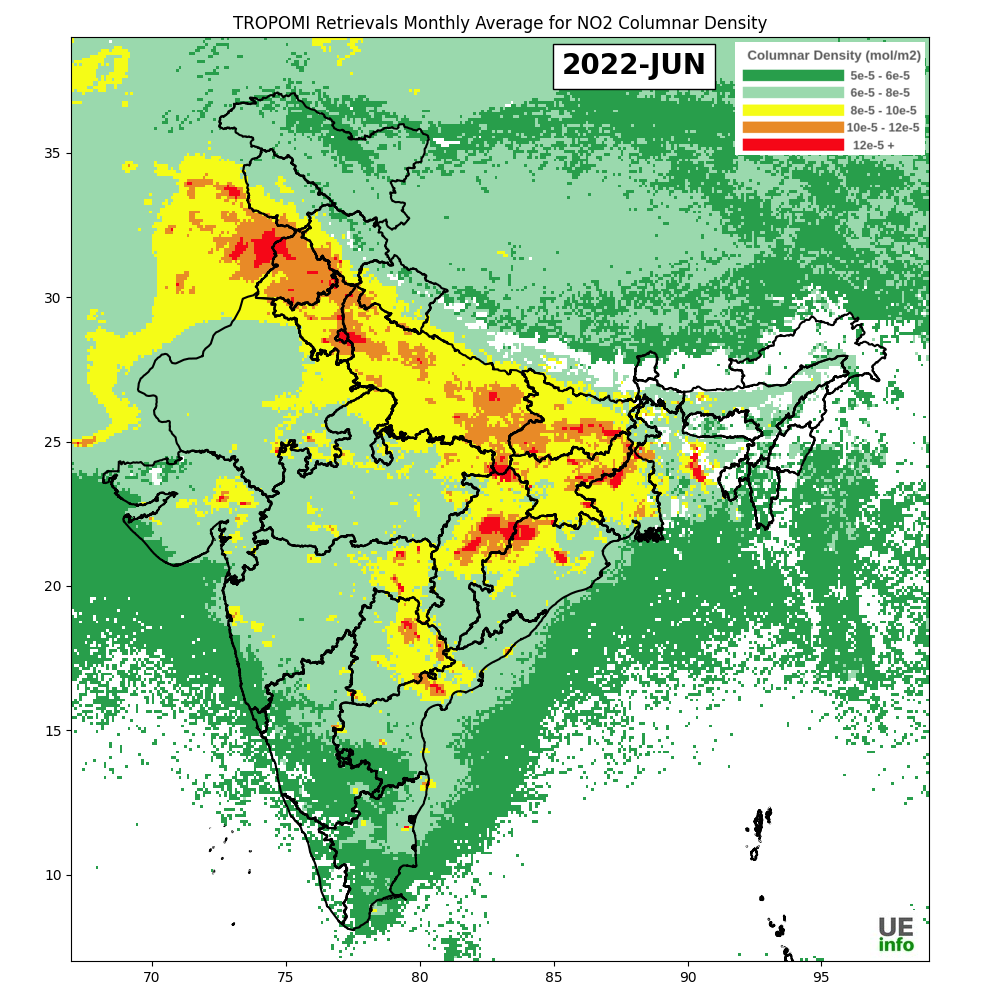 TROPOMI Retrievals Monthly Average for NO2 Columnar Density
2022-JUN
Columnar Density (mol/m2)
5e-5 - 6e-5
6e-5 - 8e-5
8e-5 - 10e-5
10e-5 - 12e-5
12e-5 +
35
30
25
20
15
10
70
75
80
85
90
95
UE
info